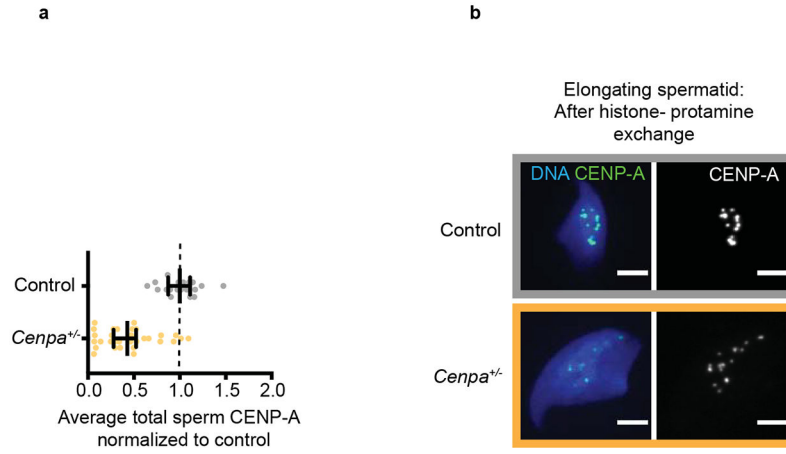 a
Control
Cenpa+/-
0.0 0.5 1.0 1.5 2.0
Average total sperm CENP-A
normalized to control
b
Elongating spermatid:
After histone- protamine
exchange
DNA CENP-A
CENP-A
Control
Cenpa+/-